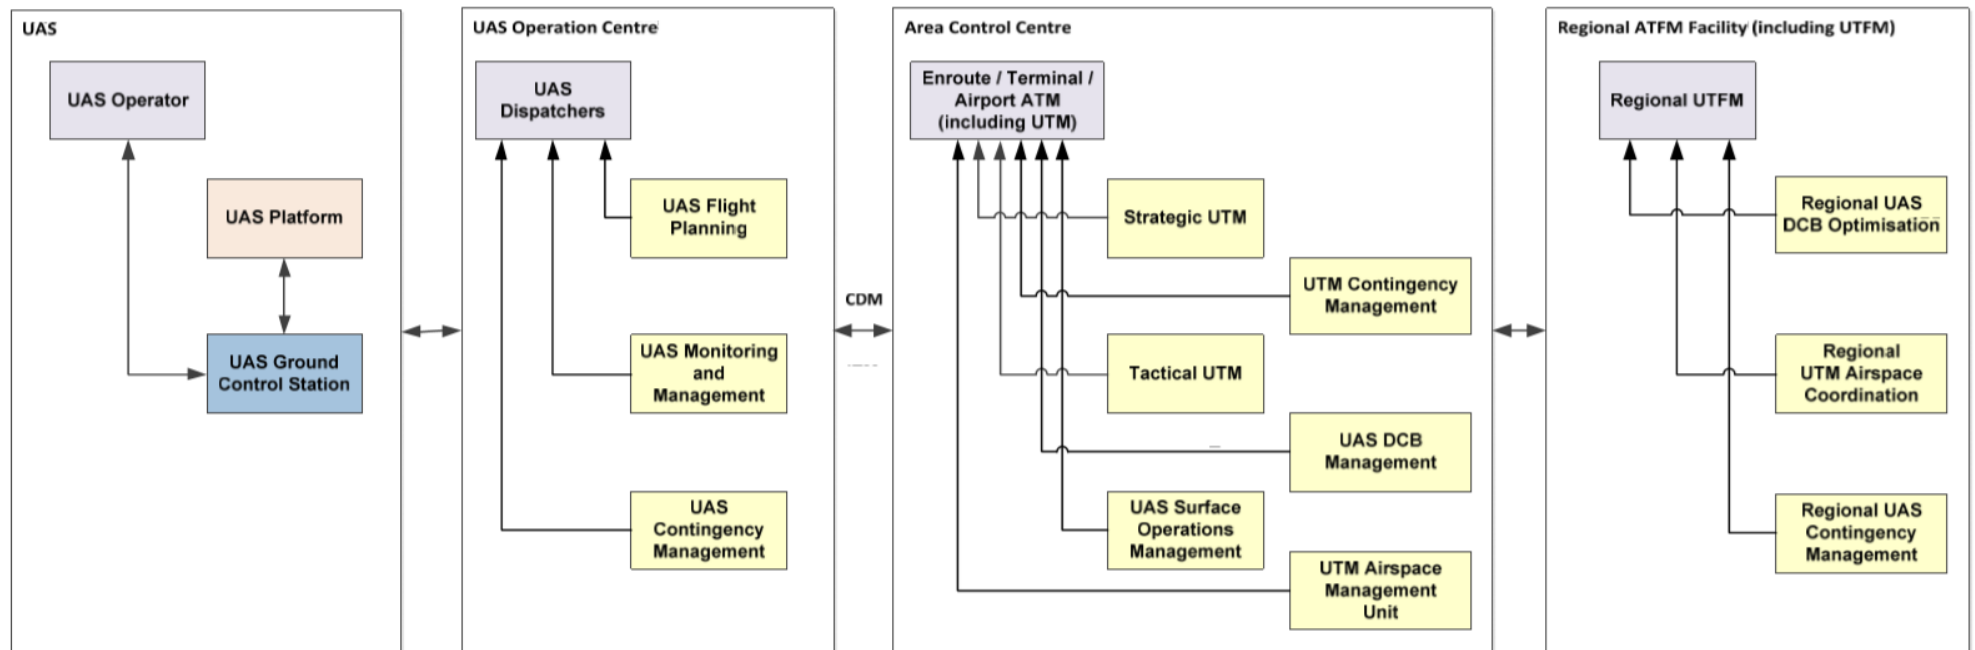 UAS
UAS Operator
UAS Platform
UAS Ground
Control Station
UAS Operation Centre
UAS
Dispatchers
UAS Flight
Planning
UAS Monitoring
and
Management
UAS
Contingency
Management
CDM
Area Control Centre
Enroute / Terminal /
Airport ATM
(including UTM)
Strategic UTM
UTM Contingency
Management
Tactical UTM
UAS DCB
Management
UAS Surface
Operations
Management
UTM Airspace
Management
Unit
Regional ATFM Facility (including UTFM)
Regional UTFM
Regional UAS
DCB Optimisation
Regional
UTM Airspace
Coordination
Regional UAS
Contingency
Management